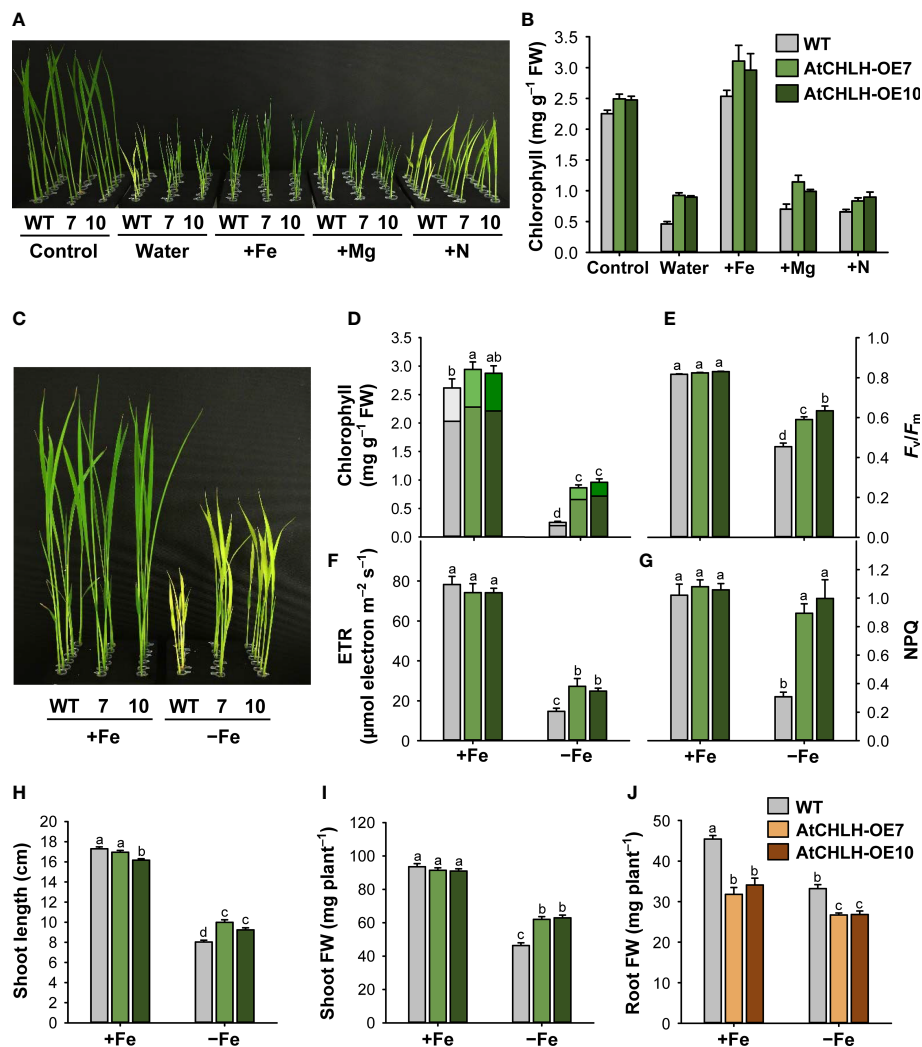 A
WT 7 10 WT 7 10 WT 7 10 WT 7 10 WT 7 10
Control Water +Fe +Mg +N
B
Chlorophyll (mg g⁻¹ FW)
3.5
3.0
2.5
2.0
1.5
1.0
0.5
0.0
WT
AtCHLH-OE7
AtCHLH-OE10
Control Water +Fe +Mg +N
C
WT 7 10 WT 7 10
+Fe −Fe
D
Chlorophyll
(mg g⁻¹ FW)
3.5
3.0
2.5
2.0
1.5
1.0
0.5
0.0
b a ab
d c c
E
a a a
d c b
1.0
0.8
0.6
0.4
0.2
0.0
Fv/Fm
F
ETR
(µmol electron m⁻² s⁻¹)
80
60
40
20
0
a a a
c b b
+Fe −Fe
G
a a a
b a a
1.2
1.0
0.8
0.6
0.4
0.2
0.0
NPQ
+Fe −Fe
H
Shoot length (cm)
20
18
16
14
12
10
8
6
4
2
0
a a b
d c c
+Fe −Fe
I
Shoot FW (mg plant⁻¹)
120
100
80
60
40
20
0
a a a
c b b
+Fe −Fe
J
Root FW (mg plant⁻¹)
50
40
30
20
10
0
WT
AtCHLH-OE7
AtCHLH-OE10
a b b
b c c
+Fe −Fe